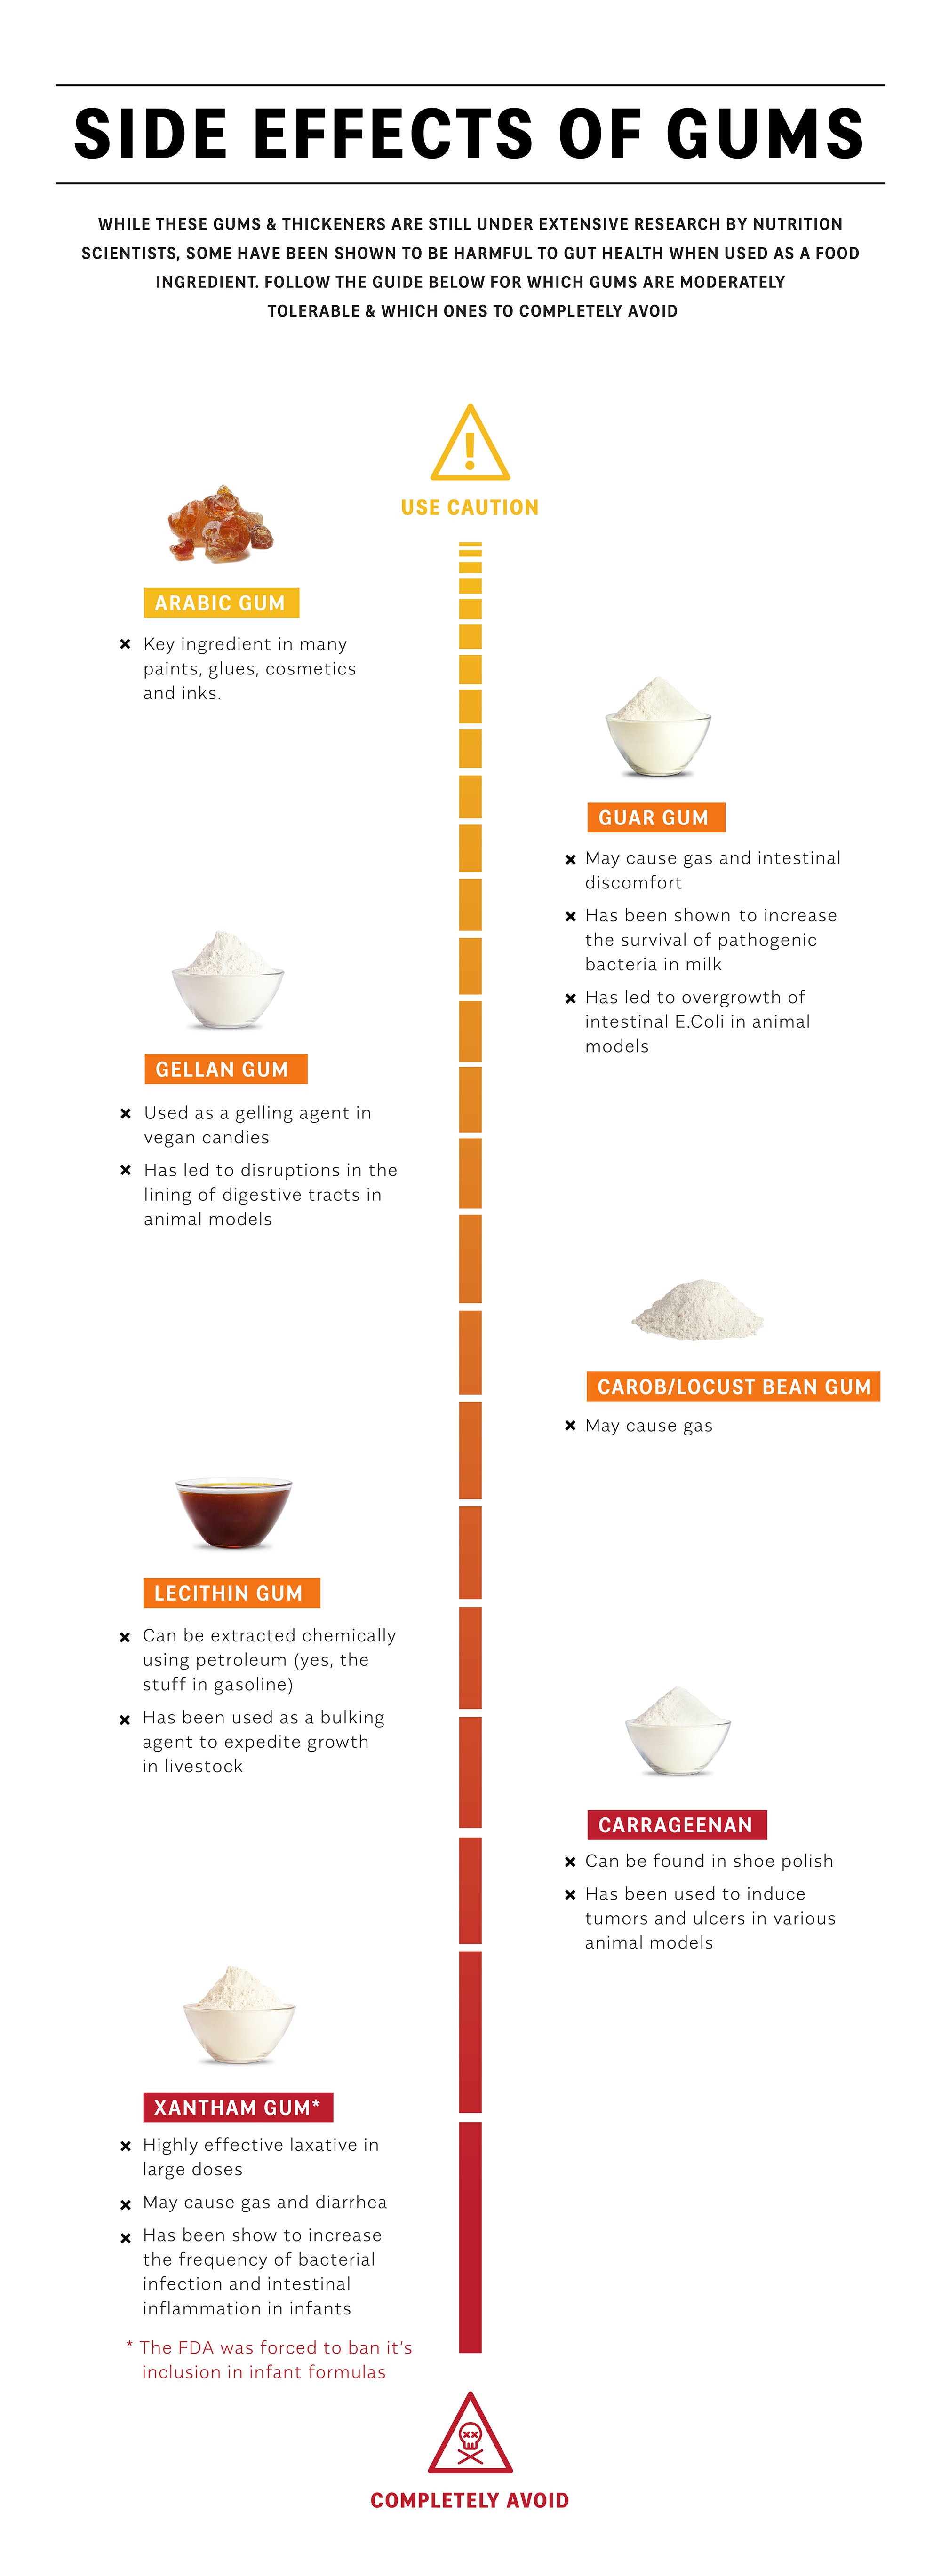 SIDE EFFECTS OF GUMS
WHILE THESE GUMS & THICKENERS ARE STILL UNDER EXTENSIVE RESEARCH BY NUTRITION
SCIENTISTS, SOME HAVE BEEN SHOWN TO BE HARMFUL TO GUT HEALTH WHEN USED AS A FOOD
INGREDIENT. FOLLOW THE GUIDE BELOW FOR WHICH GUMS ARE MODERATELY
TOLERABLE & WHICH ONES TO COMPLETELY AVOID
USE CAUTION
ARABIC GUM
Key ingredient in many
paints, glues, cosmetics
and inks.
GUAR GUM
May cause gas and intestinal
discomfort
Has been shown to increase
the survival of pathogenic
bacteria in milk
Has led to overgrowth of
intestinal E.Coli in animal
models
GELLAN GUM
Used as a gelling agent in
vegan candies
Has led to disruptions in the
lining of digestive tracts in
animal models
CAROB/LOCUST BEAN GUM
May cause gas
LECITHIN GUM
Can be extracted chemically
using petroleum (yes, the
stuff in gasoline)
Has been used as a bulking
agent to expedite growth
in livestock
CARRAGEENAN
Can be found in shoe polish
Has been used to induce
tumors and ulcers in various
animal models
XANTHAM GUM*
Highly effective laxative in
large doses
May cause gas and diarrhea
Has been show to increase
the frequency of bacterial
infection and intestinal
inflammation in infants
* The FDA was forced to ban it's
inclusion in infant formulas
COMPLETELY AVOID